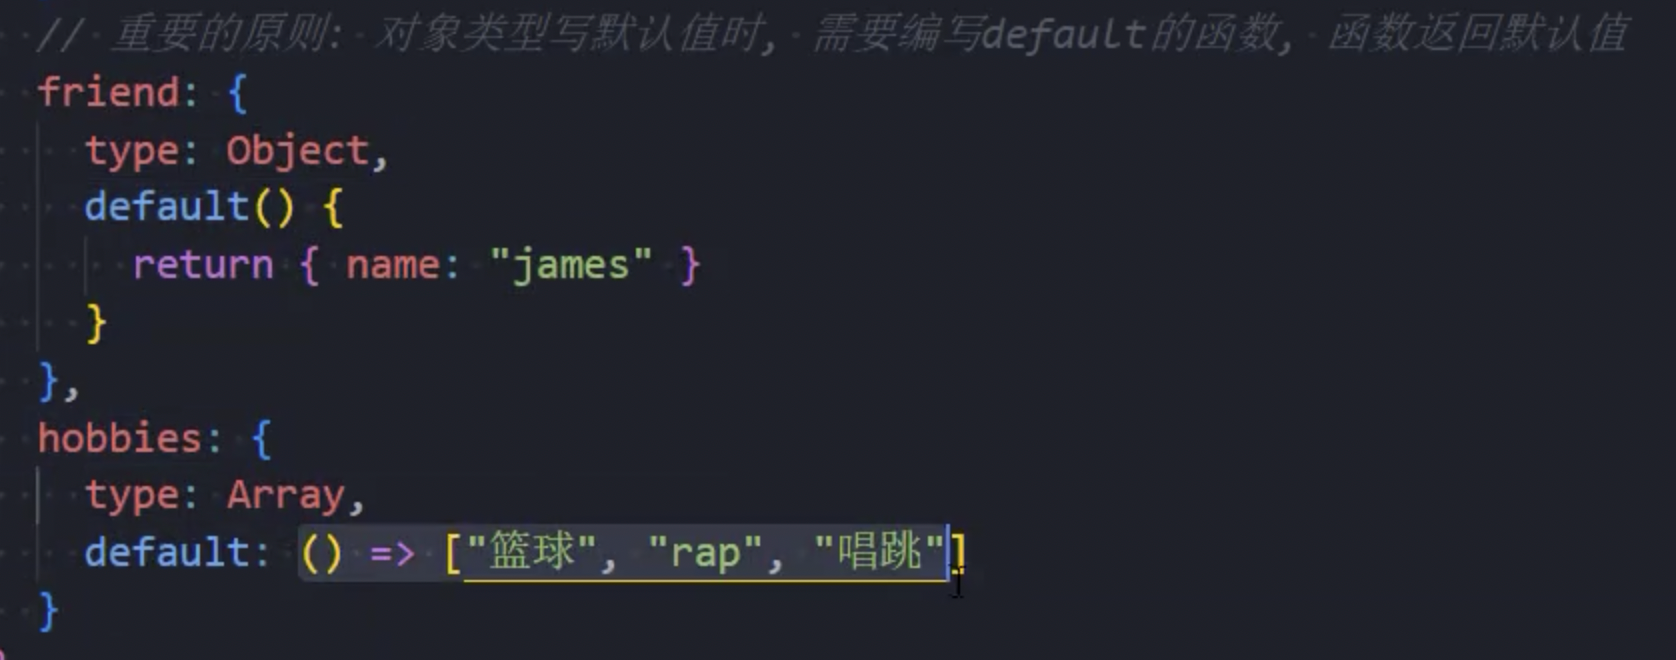 // 重要的原则: 对象类型写默认值时, 需要编写default的函数, 函数返回默认值
friend: {
type: Object,
default() {
return { name: "james" }
}
},
hobbies: {
type: Array,
default: () => ["篮球", "rap", "唱跳"]
}